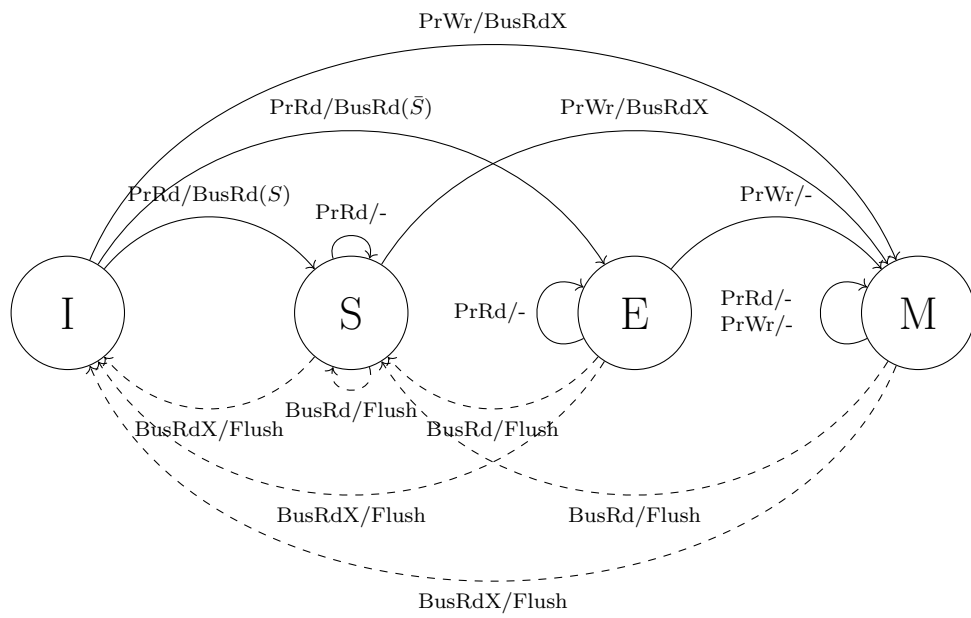 PrWr/BusRdX
PrRd/BusRd(S̄)
PrWr/BusRdX
PrRd/BusRd(S)
PrRd/-
PrWr/-
I
S
PrRd/-
E
PrRd/-
PrWr/-
M
BusRdX/Flush
BusRd/Flush
BusRd/Flush
BusRdX/Flush
BusRd/Flush
BusRdX/Flush